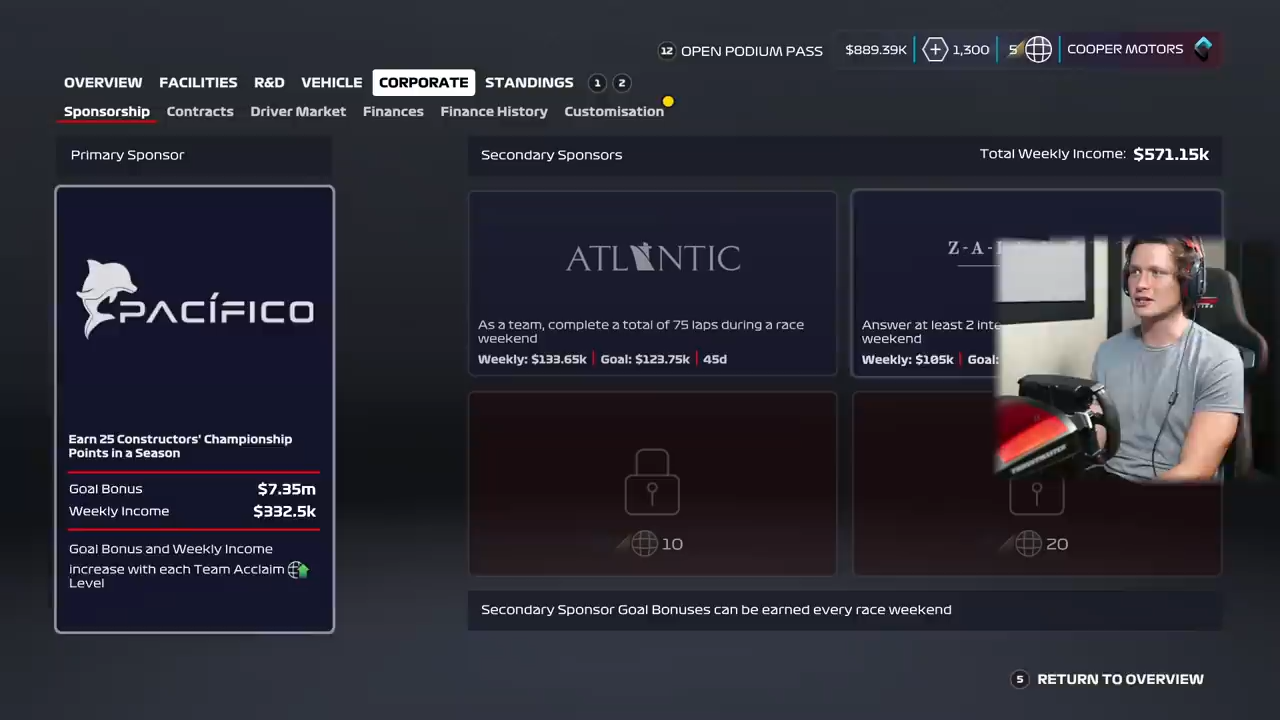 12 OPEN PODIUM PASS $889.39K 1,300 5 COOPER MOTORS
OVERVIEW FACILITIES R&D VEHICLE CORPORATE STANDINGS 1 2
Sponsorship Contracts Driver Market Finances Finance History Customisation
Primary Sponsor
PACÍFICO
Earn 25 Constructors' Championship
Points in a Season
Goal Bonus $7.35m
Weekly Income $332.5k
Goal Bonus and Weekly Income
increase with each Team Acclaim
Level
Secondary Sponsors Total Weekly Income: $571.15k
ATLANTIC
As a team, complete a total of 75 laps during a race
weekend
Weekly: $133.65k Goal: $123.75k 45d
Answer at least 2
weekend
Weekly: $105k Goal:
THRUSTMASTER
10
20
Secondary Sponsor Goal Bonuses can be earned every race weekend
5 RETURN TO OVERVIEW